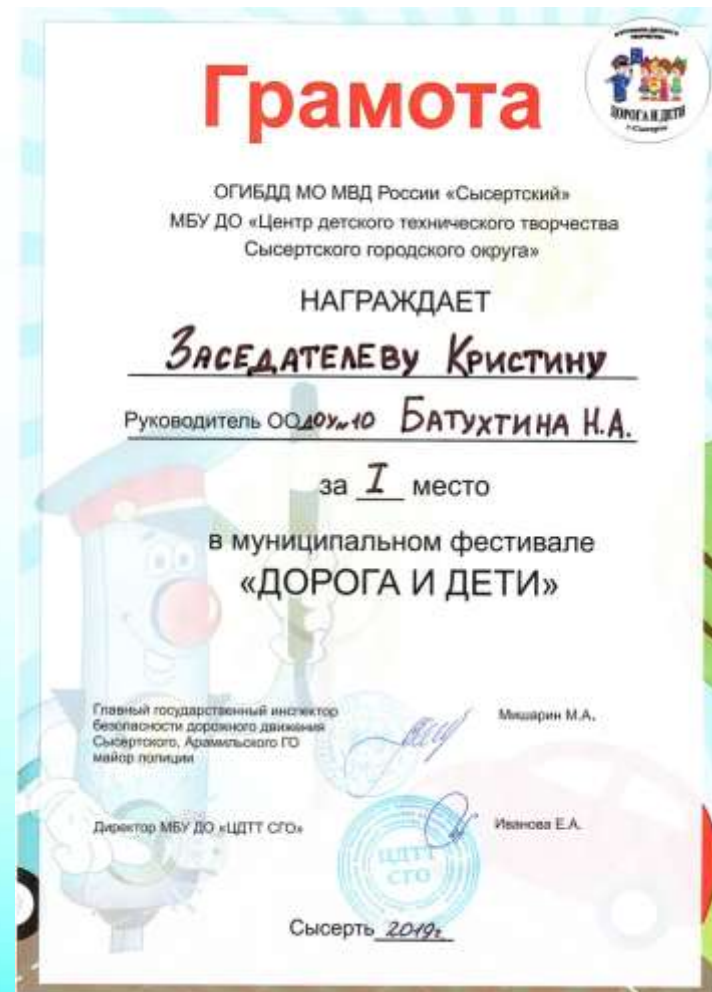 Грамота
ДОРОГА И ДЕТИ
г.Сысерть
ОГИБДД МО МВД России «Сысертский»
МБУ ДО «Центр детского технического творчества
Сысертского городского округа»
НАГРАЖДАЕТ
ЗАСЕДАТЕЛЕВУ КРИСТИНУ
Руководитель ОО ДОУ№10 БАТУХТИНА Н.А.
за I место
в муниципальном фестивале
«ДОРОГА И ДЕТИ»
Главный государственный инспектор
безопасности дорожного движения
Сысертского, Арамильского ГО
майор полиции
Мишарин М.А.
Директор МБУ ДО «ЦДТТ СГО»
Иванова Е.А.
ЦДТТ
СГО
Сысерть 2019г